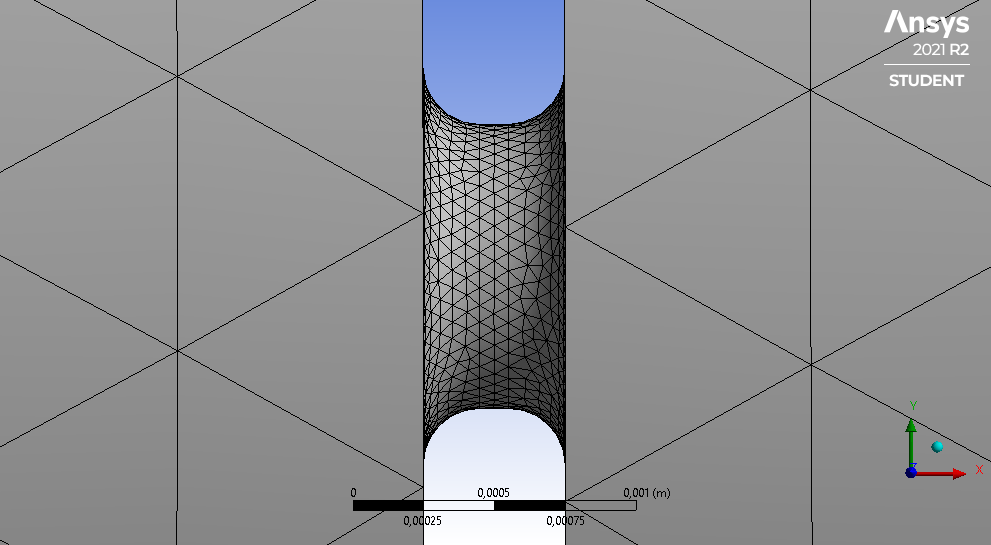 Ansys
2021 R2
STUDENT
Y
X
Z
0
0,0005
0,001 (m)
0,00025
0,00075